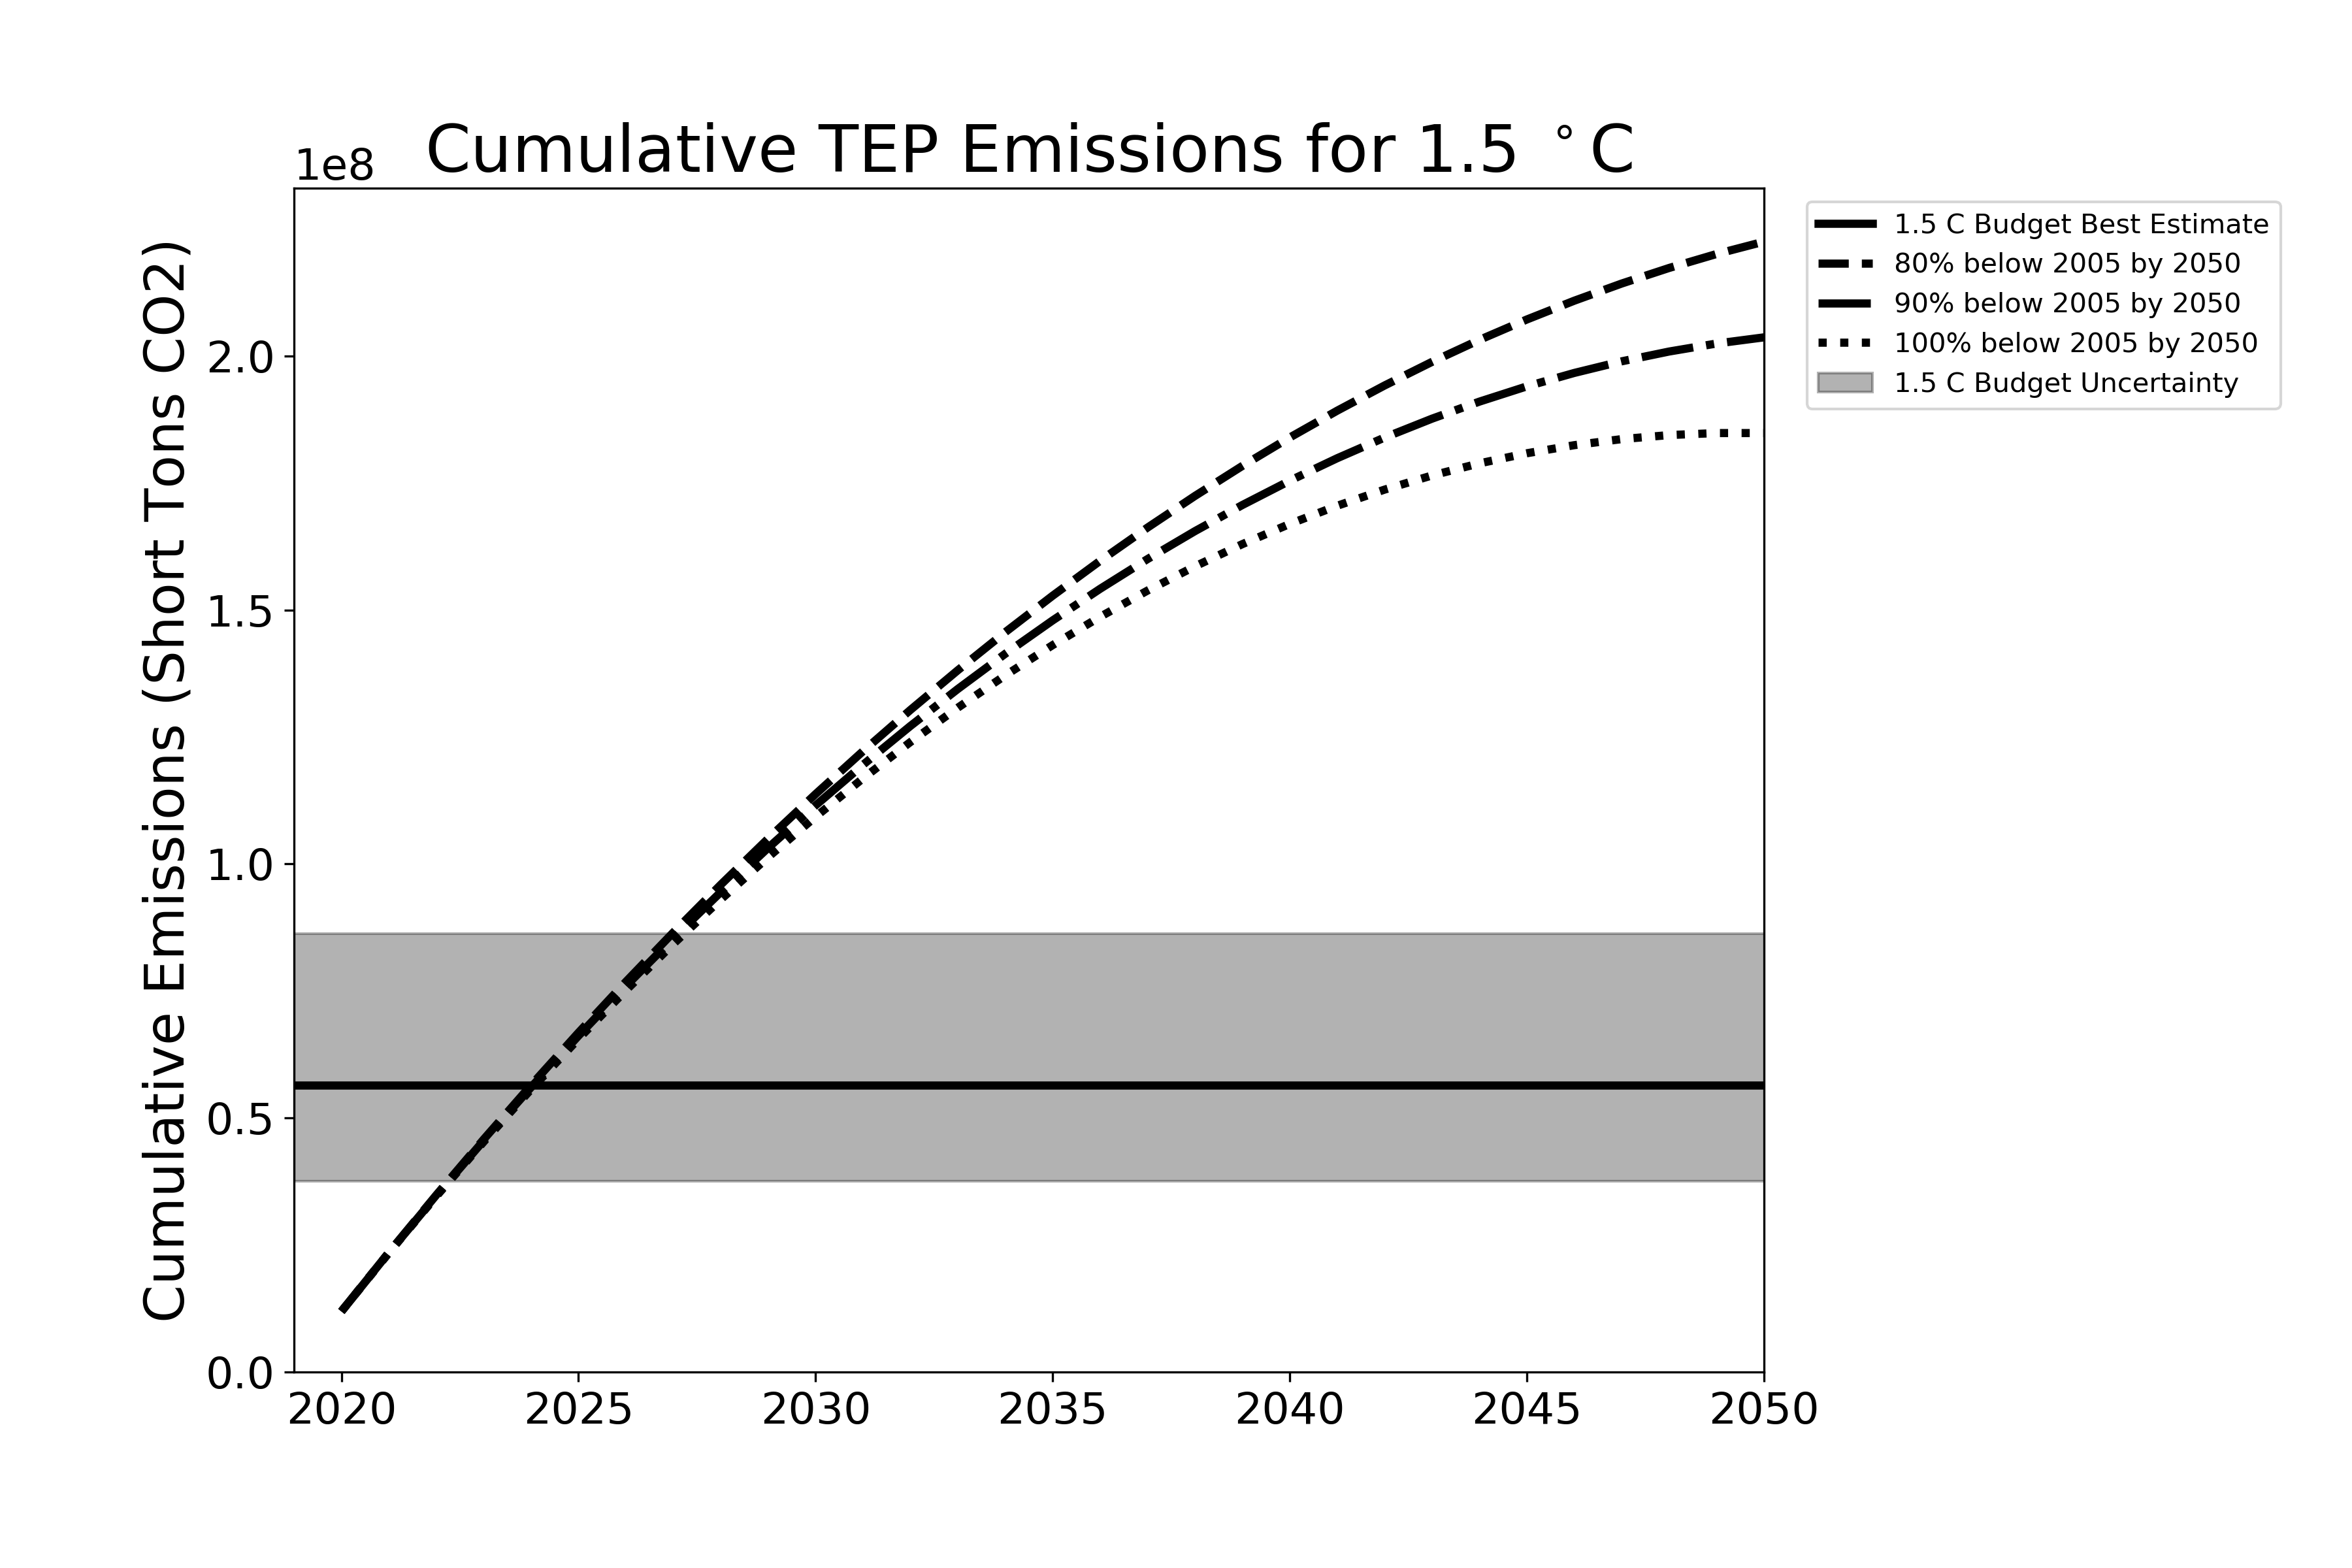 Cumulative TEP Emissions for 1.5 °C
1e8
Cumulative Emissions (Short Tons CO2)
2.0
1.5
1.0
0.5
0.0
2020 2025 2030 2035 2040 2045 2050
1.5 C Budget Best Estimate
80% below 2005 by 2050
90% below 2005 by 2050
100% below 2005 by 2050
1.5 C Budget Uncertainty